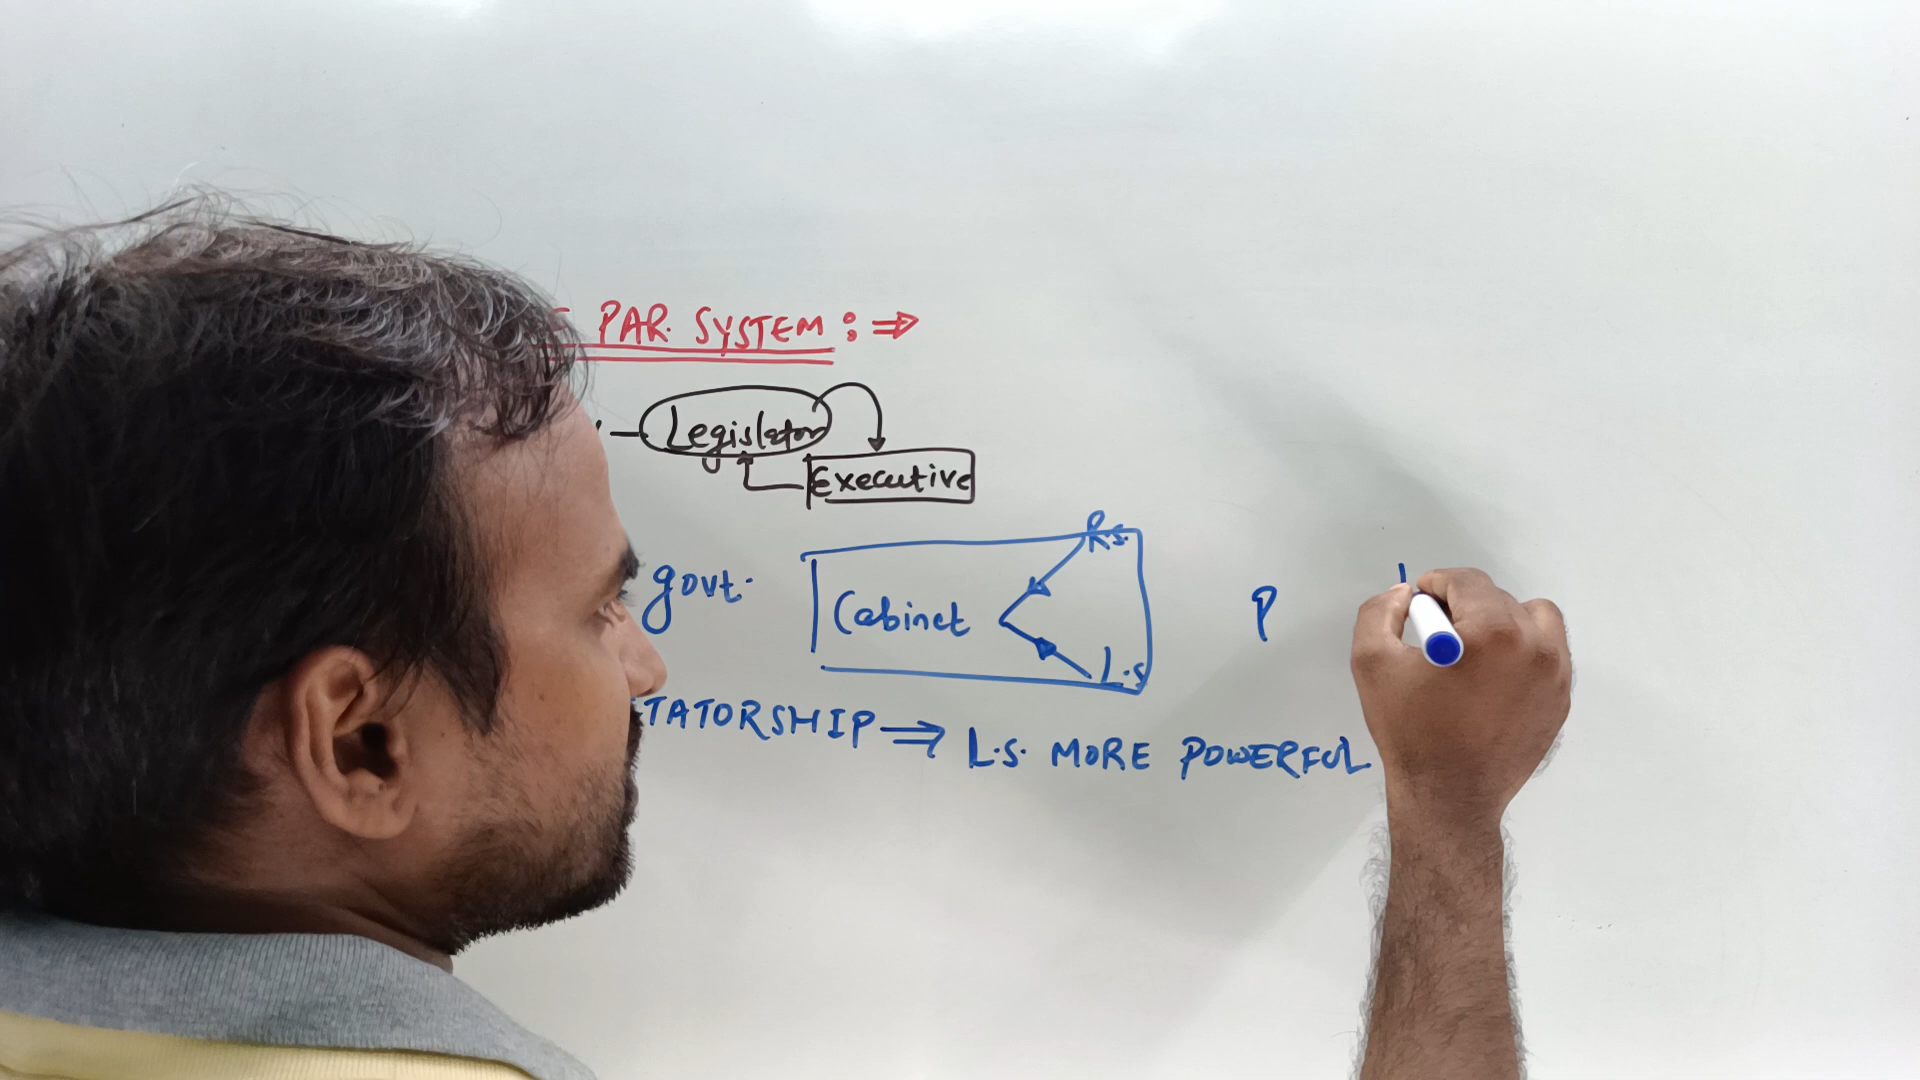 PAR. SYSTEM : ⇒
Legislator
Executive
govt.
R.s.
Cabinet
P
L.s
TATORSHIP ⇒ L.S. MORE POWERFUL